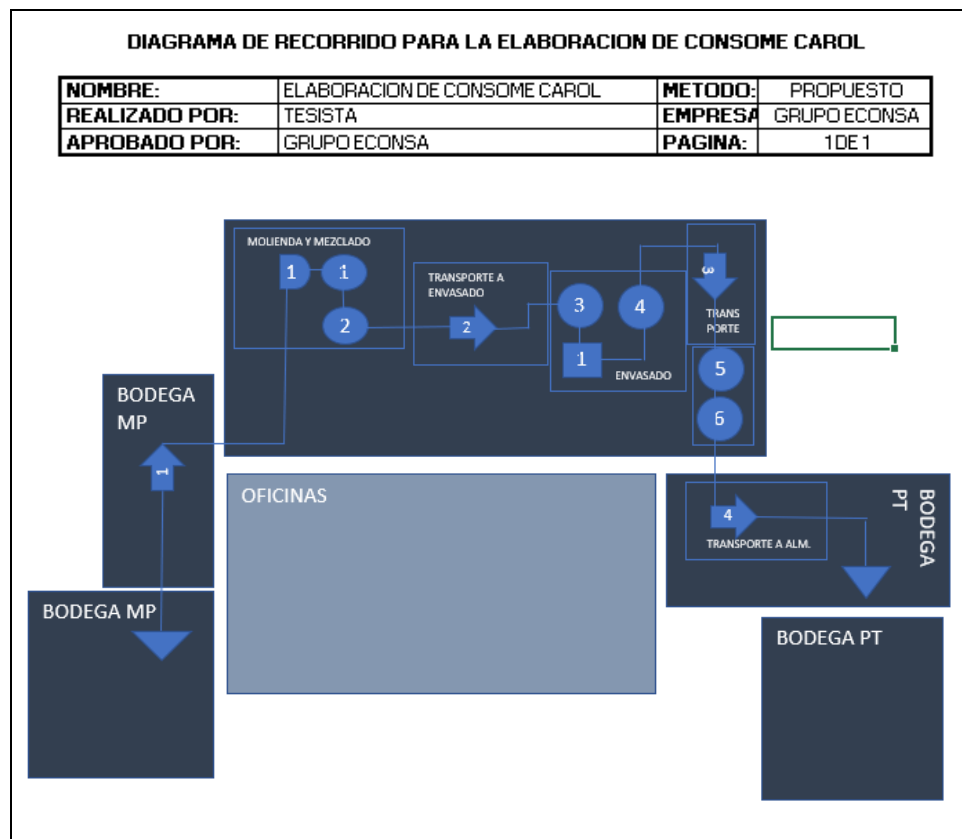 DIAGRAMA DE RECORRIDO PARA LA ELABORACION DE CONSOME CAROL
NOMBRE: ELABORACION DE CONSOME CAROL METODO: PROPUESTO
REALIZADO POR: TESISTA EMPRESA GRUPO ECONSA
APROBADO POR: GRUPO ECONSA PAGINA: 1 DE 1
MOLIENDA Y MEZCLADO
1 1
2
TRANSPORTE A
ENVASADO
2
3 4
1
ENVASADO
3
TRANS
PORTE
5
6
BODEGA
MP
1
BODEGA MP
OFICINAS
BODEGA
PT
4
TRANSPORTE A ALM.
BODEGA PT